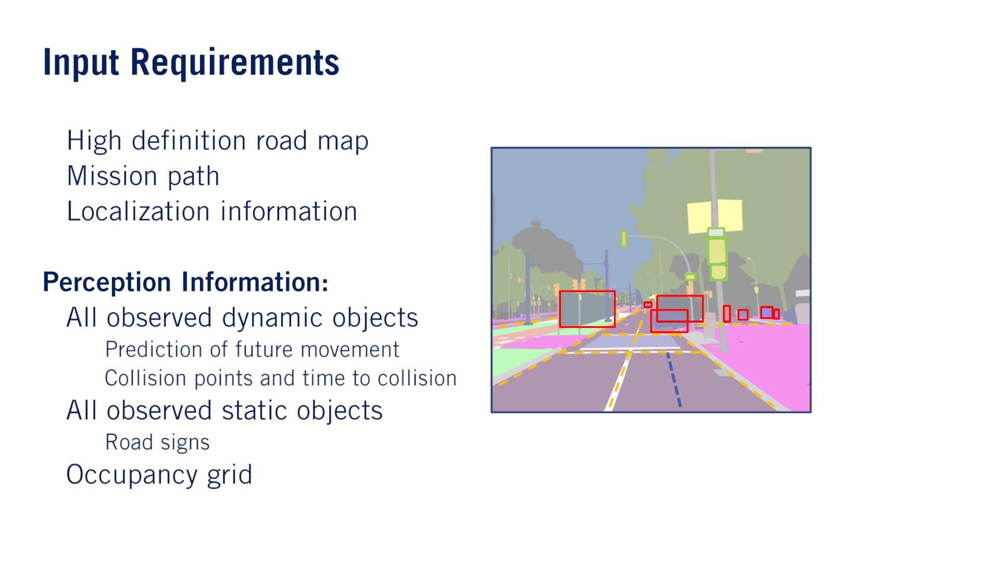 Input Requirements
High definition road map
Mission path
Localization information
Perception Information:
All observed dynamic objects
Prediction of future movement
Collision points and time to collision
All observed static objects
Road signs
Occupancy grid